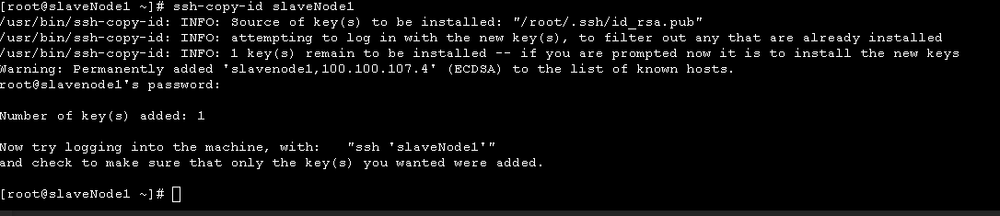 [root@slaveNode1 ~]# ssh-copy-id slaveNode1
/usr/bin/ssh-copy-id: INFO: Source of key(s) to be installed: "/root/.ssh/id_rsa.pub"
/usr/bin/ssh-copy-id: INFO: attempting to log in with the new key(s), to filter out any that are already installed
/usr/bin/ssh-copy-id: INFO: 1 key(s) remain to be installed -- if you are prompted now it is to install the new keys
Warning: Permanently added 'slavenode1,100.100.107.4' (ECDSA) to the list of known hosts.
root@slavenode1's password:
Number of key(s) added: 1
Now try logging into the machine, with:   "ssh 'slaveNode1'"
and check to make sure that only the key(s) you wanted were added.
[root@slaveNode1 ~]#